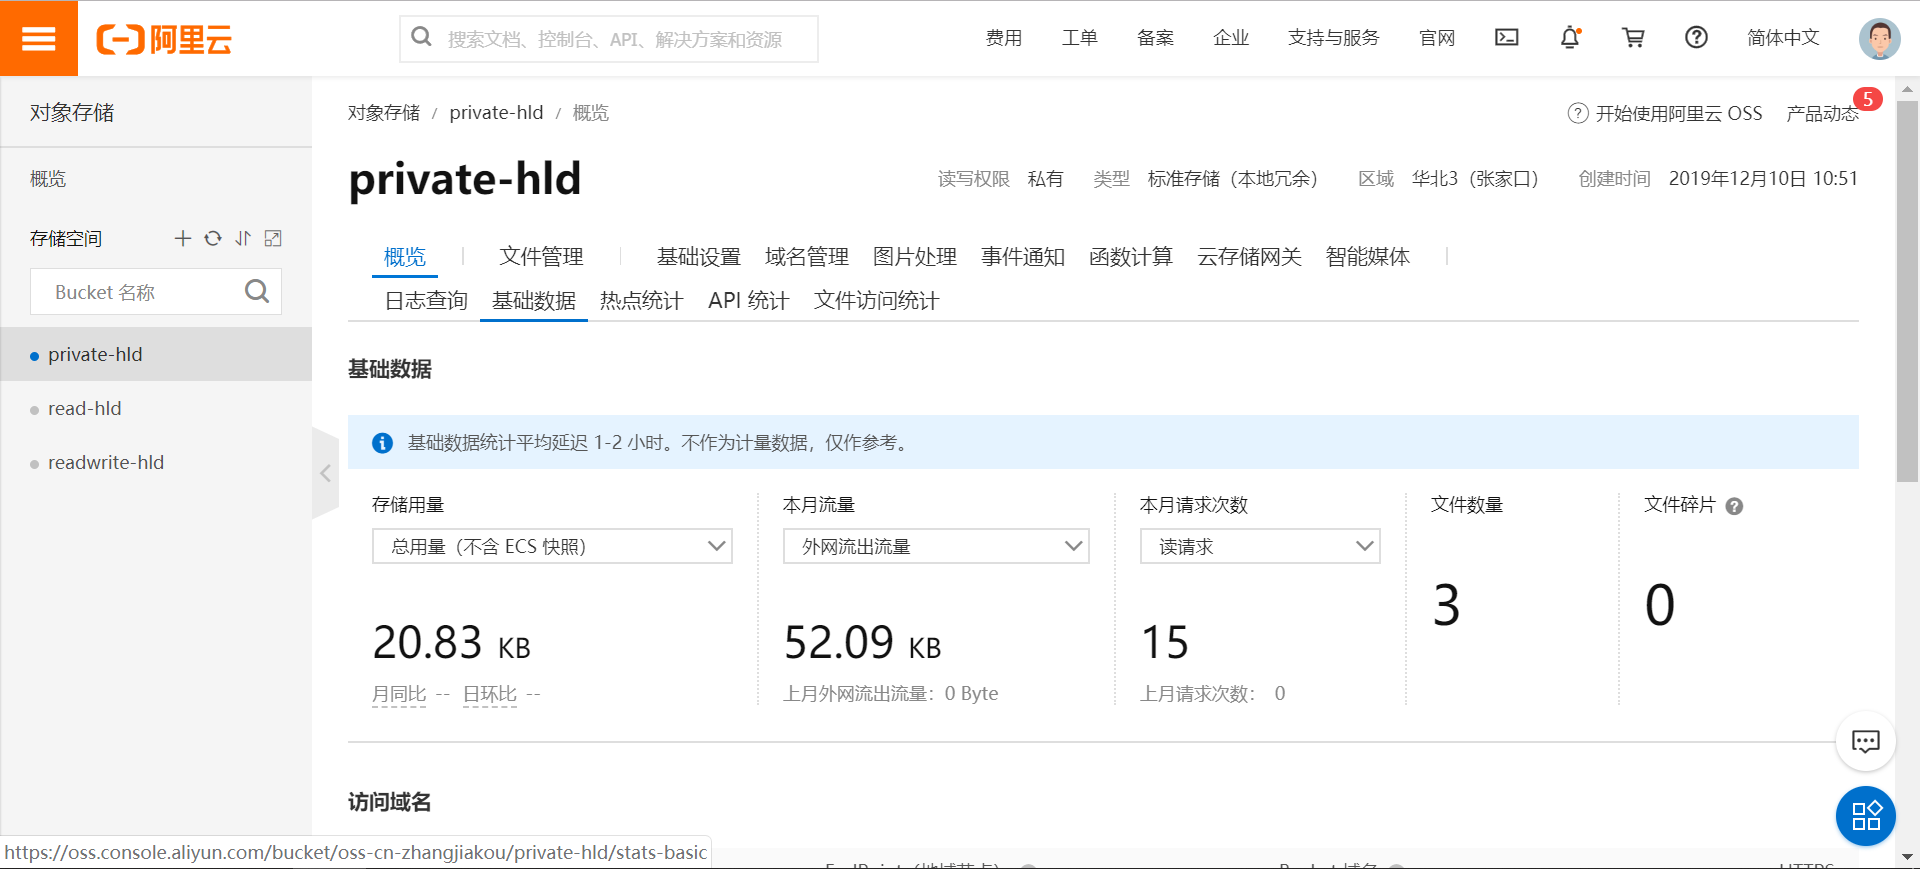 阿里云
搜索文档、控制台、API、解决方案和资源
费用 工单 备案 企业 支持与服务 官网 简体中文
对象存储
概览
存储空间
Bucket 名称
private-hld
read-hld
readwrite-hld
对象存储 / private-hld / 概览
开始使用阿里云 OSS 产品动态 5
private-hld
读写权限 私有 类型 标准存储（本地冗余） 区域 华北3（张家口） 创建时间 2019年12月10日 10:51
概览 文件管理 基础设置 域名管理 图片处理 事件通知 函数计算 云存储网关 智能媒体
日志查询 基础数据 热点统计 API 统计 文件访问统计
基础数据
基础数据统计平均延迟 1-2 小时。不作为计量数据，仅作参考。
存储用量 本月流量 本月请求次数 文件数量 文件碎片
总用量（不含 ECS 快照） 外网流出流量 读请求
20.83 KB 52.09 KB 15 3 0
月同比 -- 日环比 -- 上月外网流出流量：0 Byte 上月请求次数： 0
访问域名
https://oss.console.aliyun.com/bucket/oss-cn-zhangjiakou/private-hld/stats-basic